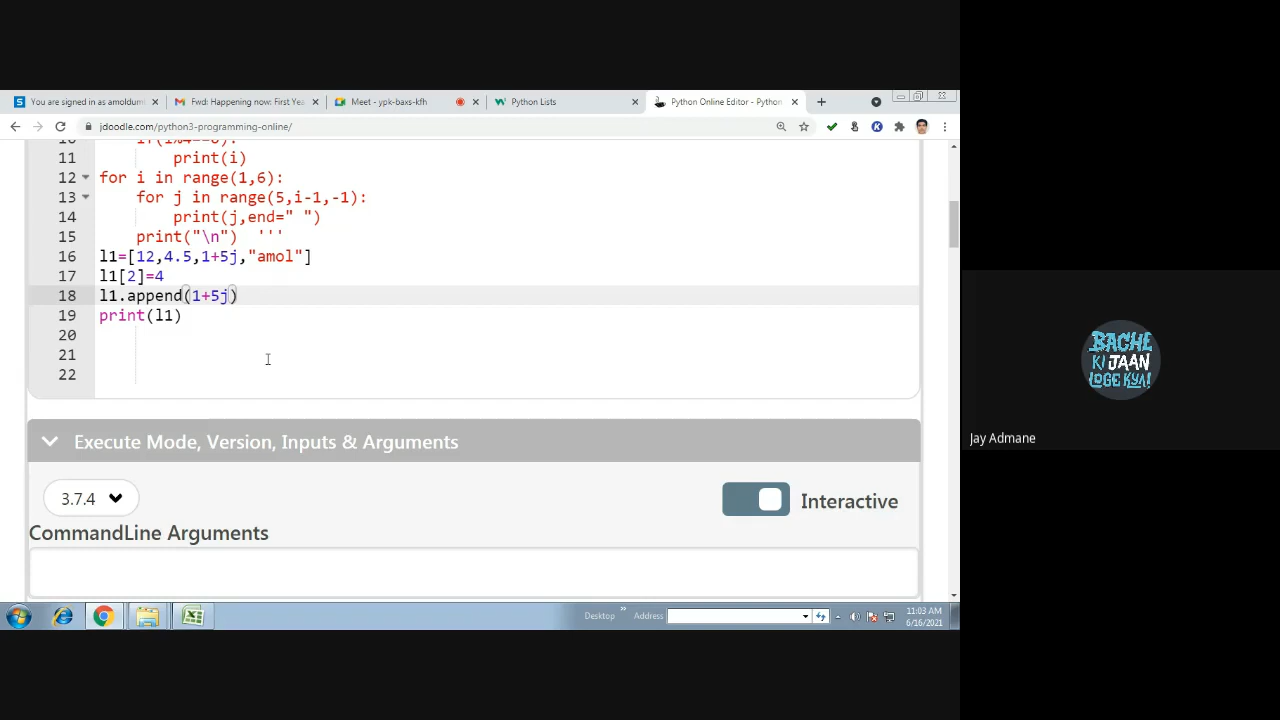 You are signed in as amoldum
Fwd: Happening now: First Yea
Meet - ypk-baxs-kfh
Python Lists
Python Online Editor - Python
jdoodle.com/python3-programming-online/
11 print(i)
12 for i in range(1,6):
13 for j in range(5,i-1,-1):
14 print(j,end=" ")
15 print("\n") '''
16 l1=[12,4.5,1+5j,"amol"]
17 l1[2]=4
18 l1.append(1+5j)
19 print(l1)
20
21
22
BACHE
KI JAAN
LOGE KYA!
Jay Admane
Execute Mode, Version, Inputs & Arguments
3.7.4
Interactive
CommandLine Arguments
Desktop
Address
11:03 AM
6/16/2021